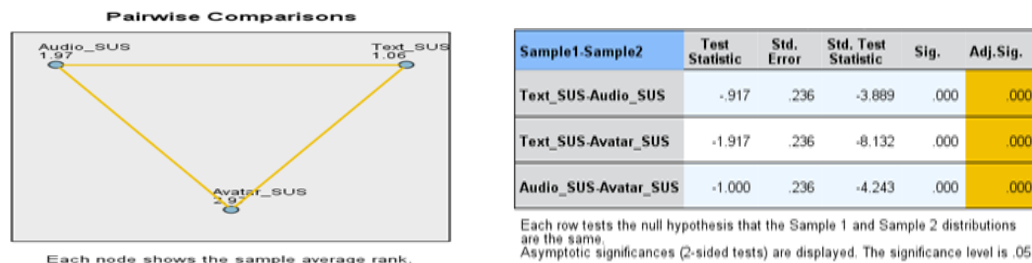 Pairwise Comparisons
Audio_SUS
1.97
Text_SUS
1.06
Avatar_SUS
2.97
Each node shows the sample average rank.
Sample1-Sample2 Test Statistic Std. Error Std. Test Statistic Sig. Adj.Sig.
Text_SUS-Audio_SUS -.917 .236 -3.889 .000 .000
Text_SUS-Avatar_SUS -1.917 .236 -8.132 .000 .000
Audio_SUS-Avatar_SUS -1.000 .236 -4.243 .000 .000
Each row tests the null hypothesis that the Sample 1 and Sample 2 distributions
are the same.
Asymptotic significances (2-sided tests) are displayed. The significance level is .05